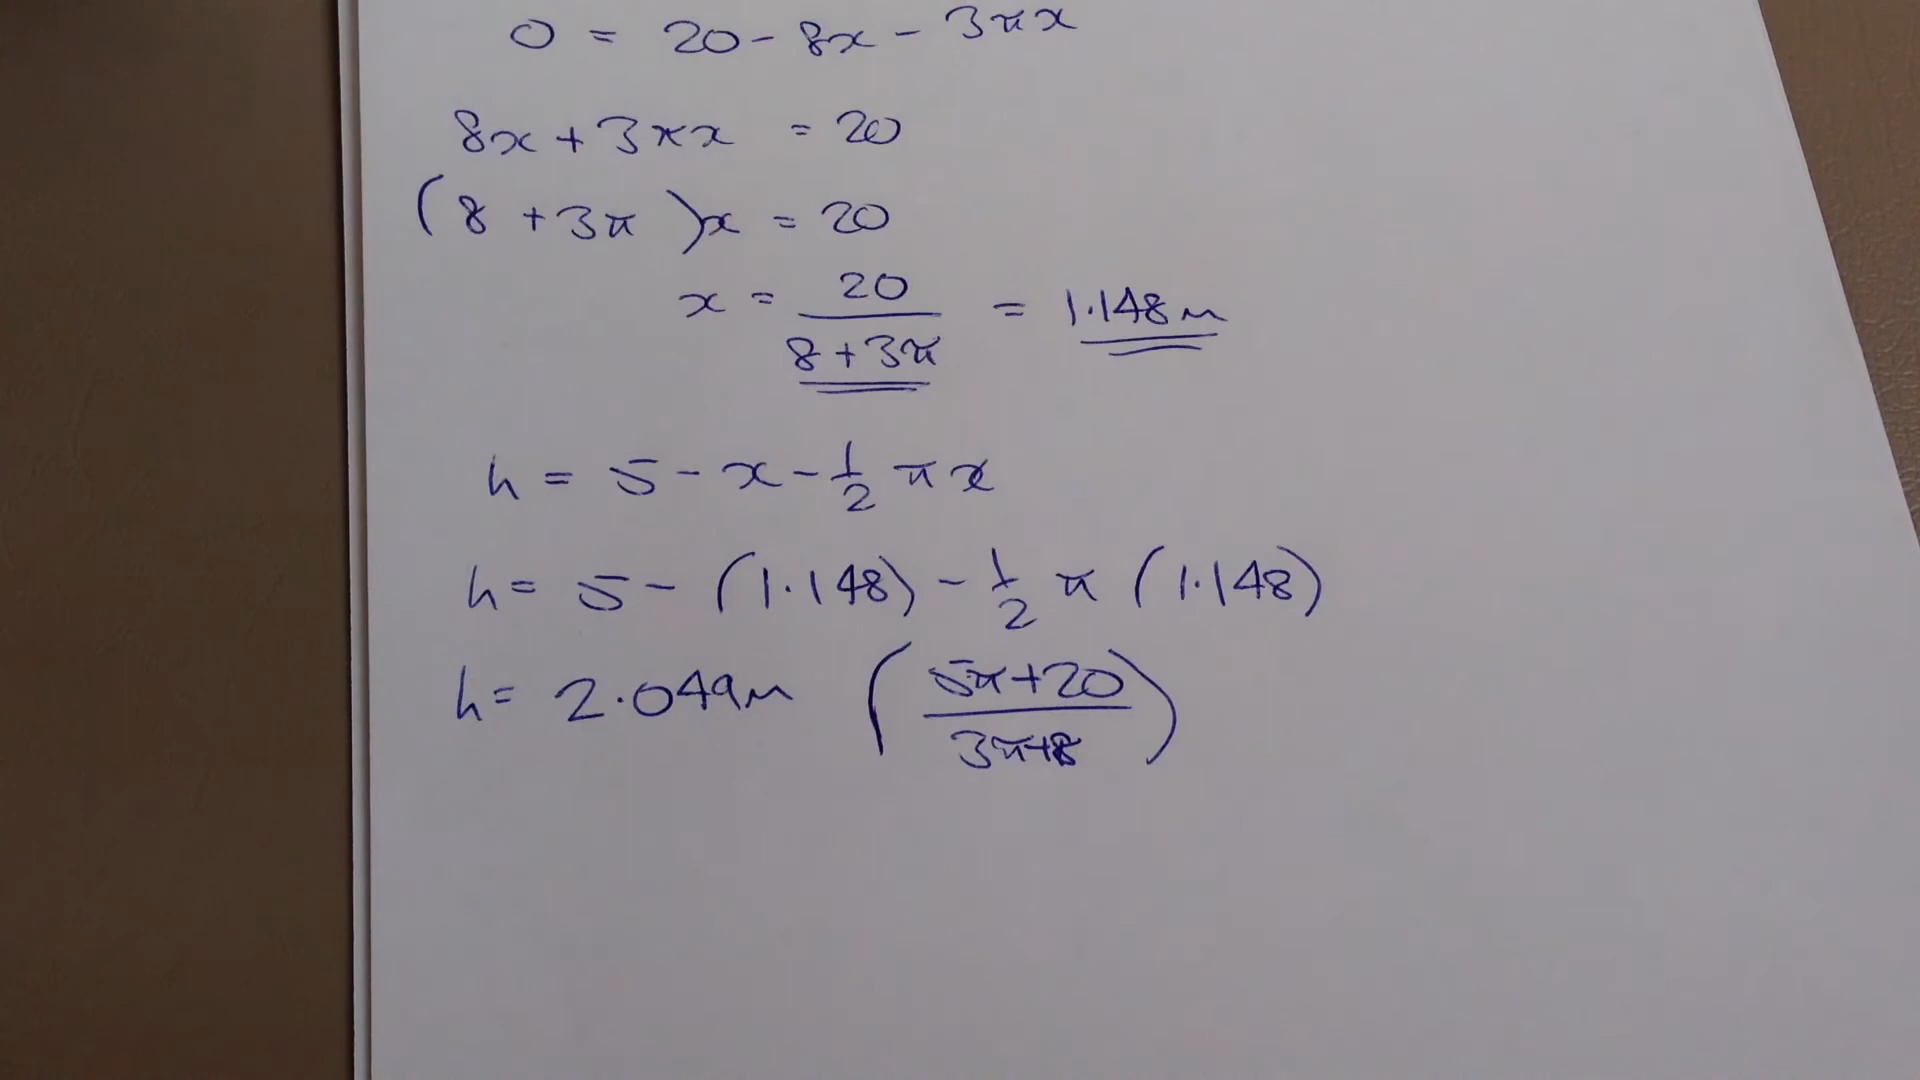 0 = 20 - 8x - 3πx
8x + 3πx = 20
(8 + 3π)x = 20
x = 20/(8 + 3π) = 1.148m
h = 5 - x - 1/2 πx
h = 5 - (1.148) - 1/2 π (1.148)
h = 2.049m ((5π+20)/(3π+8))